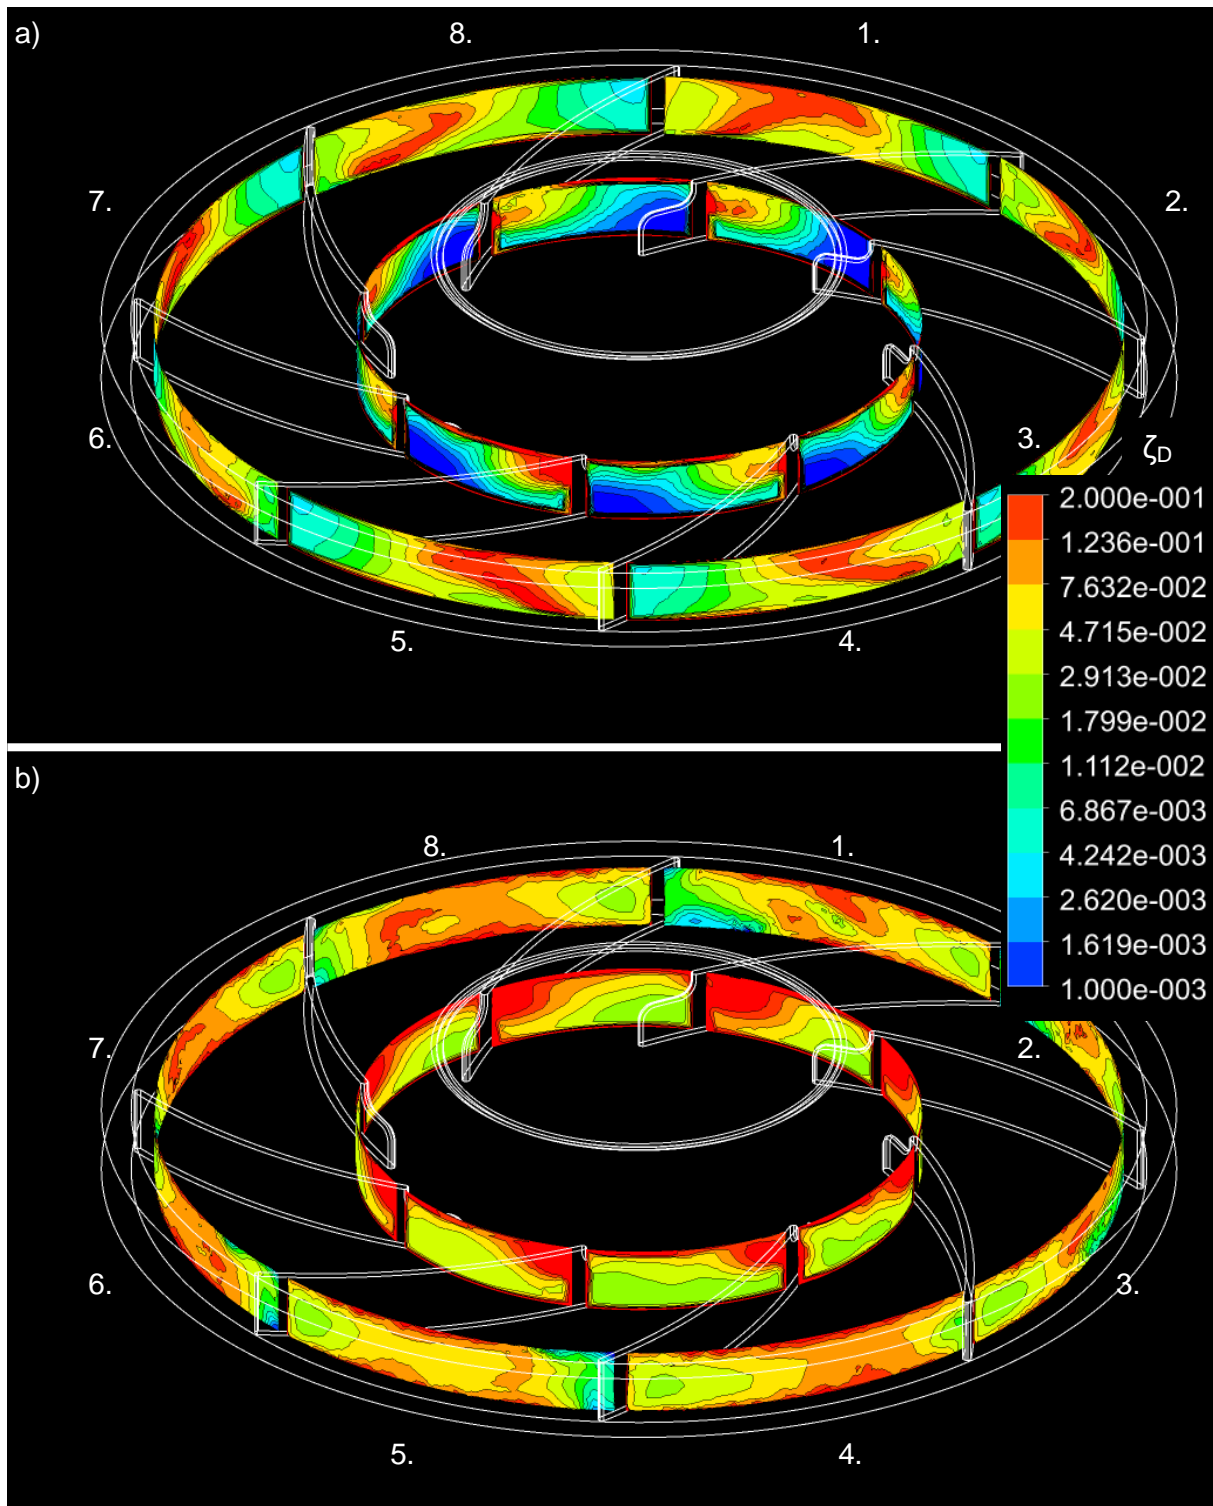 a)
8.
1.
7.
2.
6.
3.
ζD
2.000e-001
1.236e-001
7.632e-002
4.715e-002
2.913e-002
1.799e-002
1.112e-002
6.867e-003
4.242e-003
2.620e-003
1.619e-003
1.000e-003
5.
4.
b)
8.
1.
7.
2.
6.
3.
5.
4.